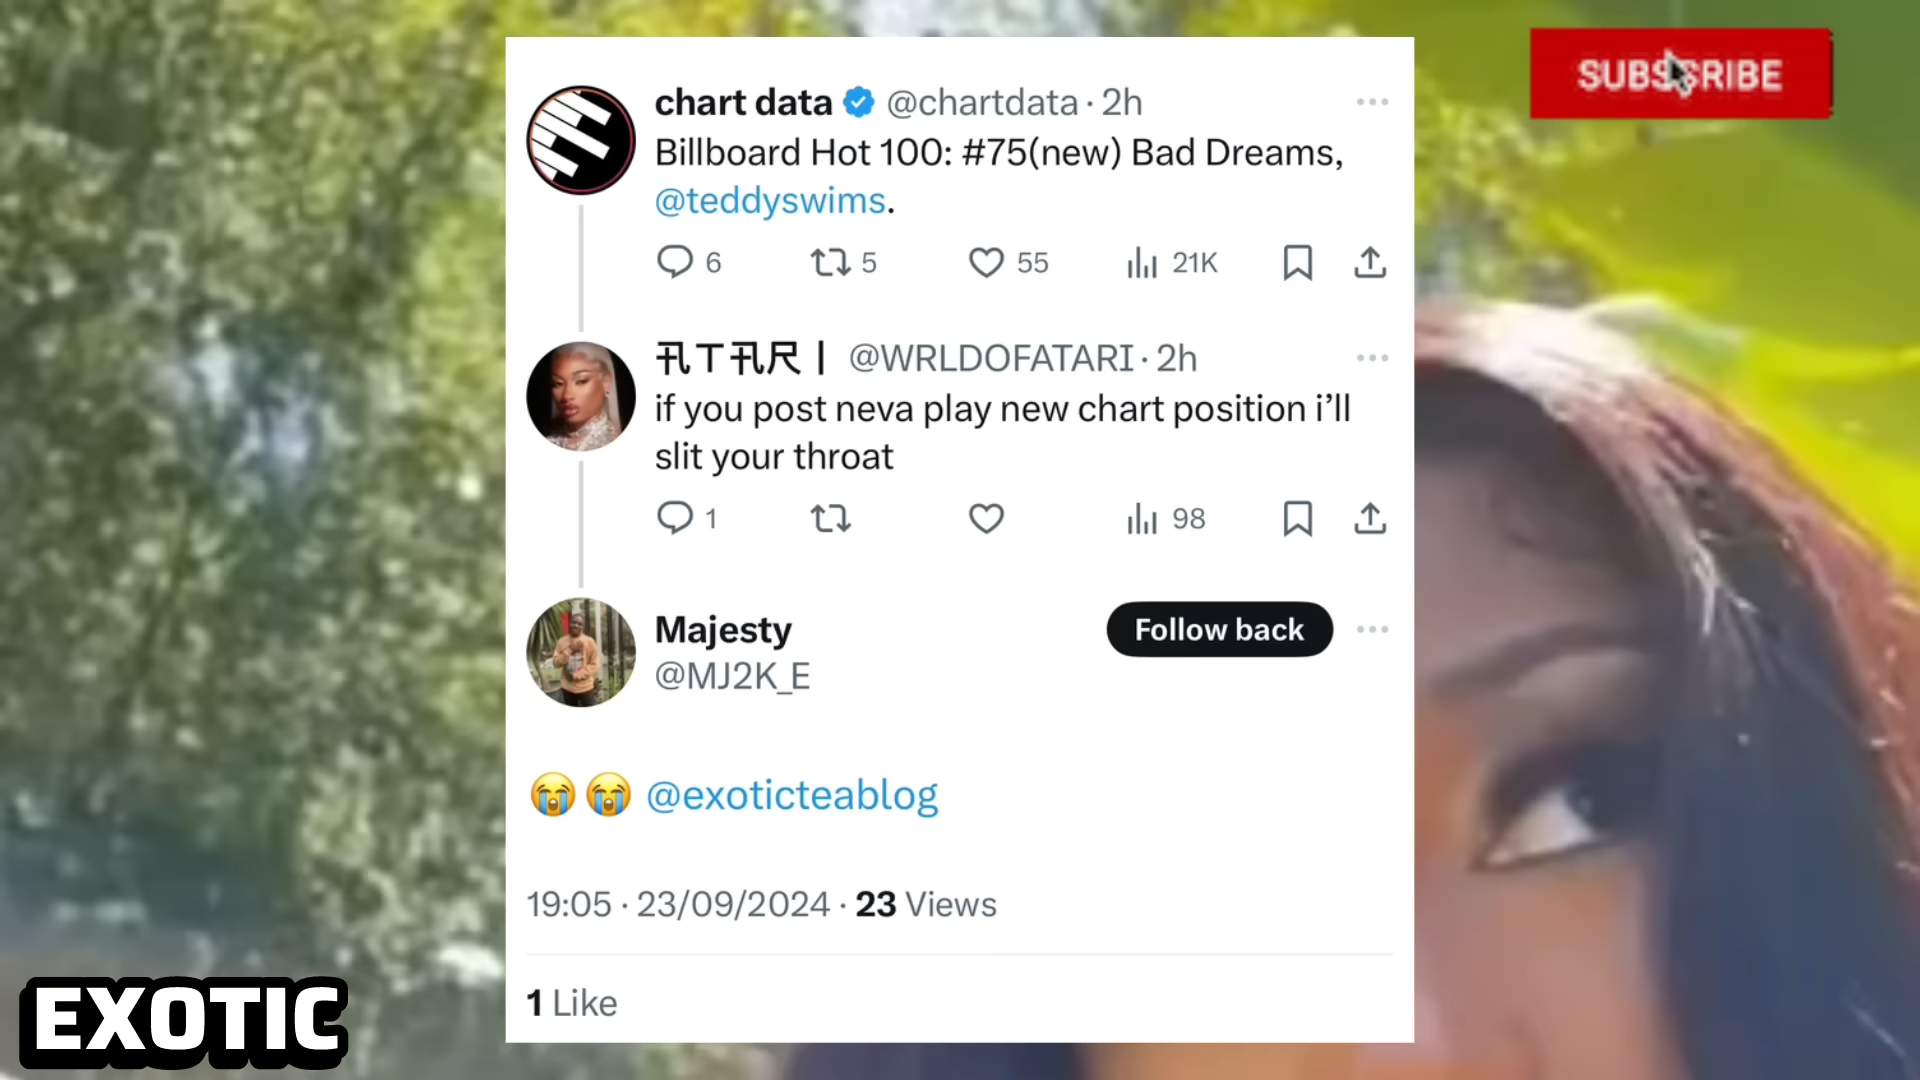 SUBSCRIBE
chart data @chartdata · 2h
Billboard Hot 100: #75(new) Bad Dreams,
@teddyswims.
6 5 55 21K
卂ㄒ卂尺丨 @WRLDOFATARI · 2h
if you post neva play new chart position i’ll
slit your throat
1 98
Majesty
Follow back
@MJ2K_E
😭😭 @exoticteablog
19:05 · 23/09/2024 · 23 Views
1 Like
EXOTIC